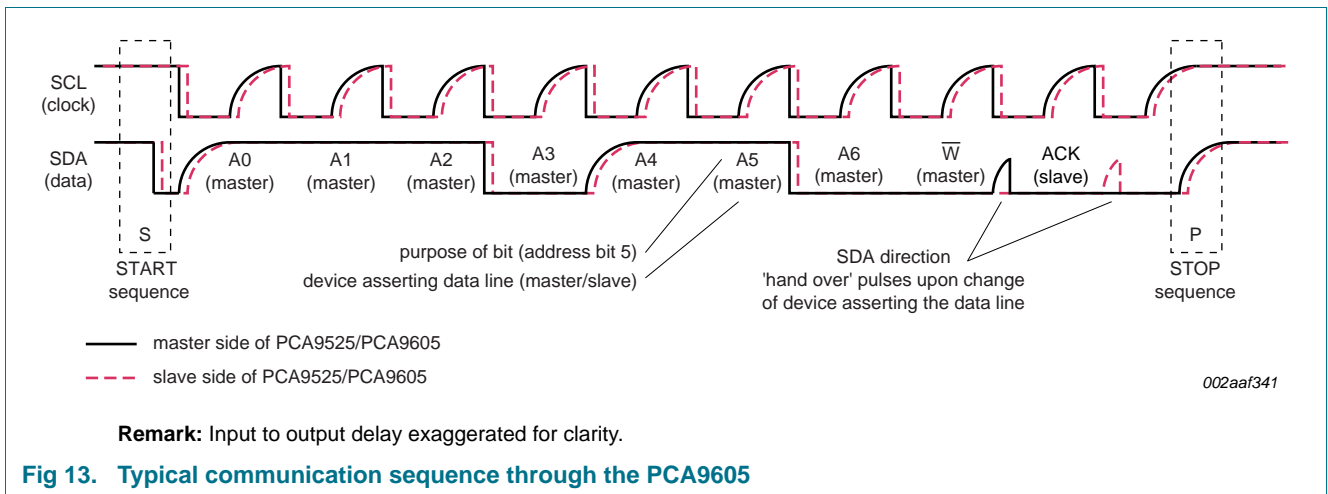 SCL
(clock)
SDA
(data)
A0
(master)
A1
(master)
A2
(master)
A3
(master)
A4
(master)
A5
(master)
A6
(master)
W̅
(master)
ACK
(slave)
S
START
sequence
purpose of bit (address bit 5)
device asserting data line (master/slave)
SDA direction
'hand over' pulses upon change
of device asserting the data line
P
STOP
sequence
master side of PCA9525/PCA9605
slave side of PCA9525/PCA9605
002aaf341
Remark: Input to output delay exaggerated for clarity.
Fig 13. Typical communication sequence through the PCA9605